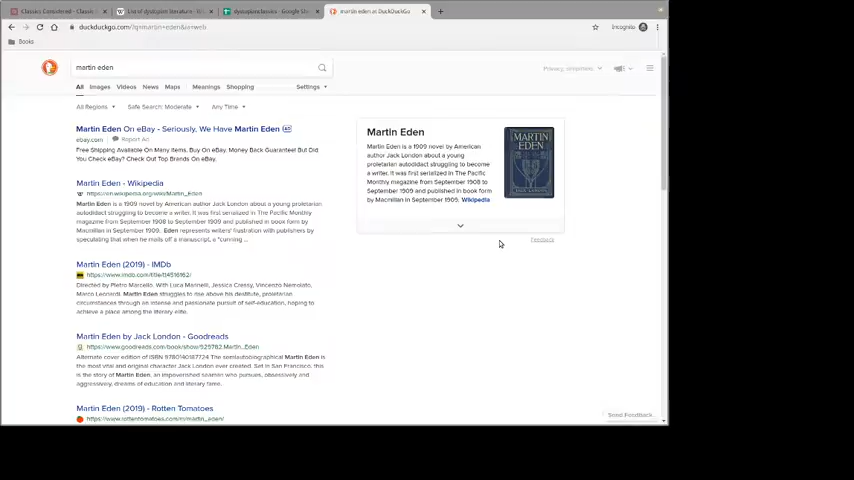 Classics Considered - Classic
List of dystopian literature - Wi
dystopianclassics - Google She
martin eden at DuckDuckGo
duckduckgo.com/?q=martin+eden&ia=web
Incognito
Books
martin eden
Privacy, simplified.
All Images Videos News Maps Meanings Shopping Settings
All Regions Safe Search: Moderate Any Time
Martin Eden On eBay - Seriously, We Have Martin Eden
ebay.com Report Ad
Free Shipping Available On Many Items. Buy On eBay. Money Back Guarantee! But Did
You Check eBay? Check Out Top Brands On eBay.
Martin Eden - Wikipedia
https://en.wikipedia.org/wiki/Martin_Eden
Martin Eden is a 1909 novel by American author Jack London about a young proletarian
autodidact struggling to become a writer. It was first serialized in The Pacific Monthly
magazine from September 1908 to September 1909 and published in book form by
Macmillan in September 1909. Eden represents writers' frustration with publishers by
speculating that when he mails off a manuscript, a "cunning ...
Martin Eden (2019) - IMDb
https://www.imdb.com/title/tt4516162/
Directed by Pietro Marcello. With Luca Marinelli, Jessica Cressy, Vincenzo Nemolato,
Marco Leonardi. Martin Eden struggles to rise above his destitute, proletarian
circumstances through an intense and passionate pursuit of self-education, hoping to
achieve a place among the literary elite.
Martin Eden by Jack London - Goodreads
https://www.goodreads.com/book/show/929782.Martin_Eden
Alternate cover edition of ISBN 9780140187724 The semiautobiographical Martin Eden is
the most vital and original character Jack London ever created. Set in San Francisco, this
is the story of Martin Eden, an impoverished seaman who pursues, obsessively and
aggressively, dreams of education and literary fame.
Martin Eden (2019) - Rotten Tomatoes
https://www.rottentomatoes.com/m/martin_eden/
Martin Eden
Martin Eden is a 1909 novel by American
author Jack London about a young
proletarian autodidact struggling to become
a writer. It was first serialized in The Pacific
Monthly magazine from September 1908 to
September 1909 and published in book form
by Macmillan in September 1909. Wikipedia
MARTIN
EDEN
Feedback
Send Feedback